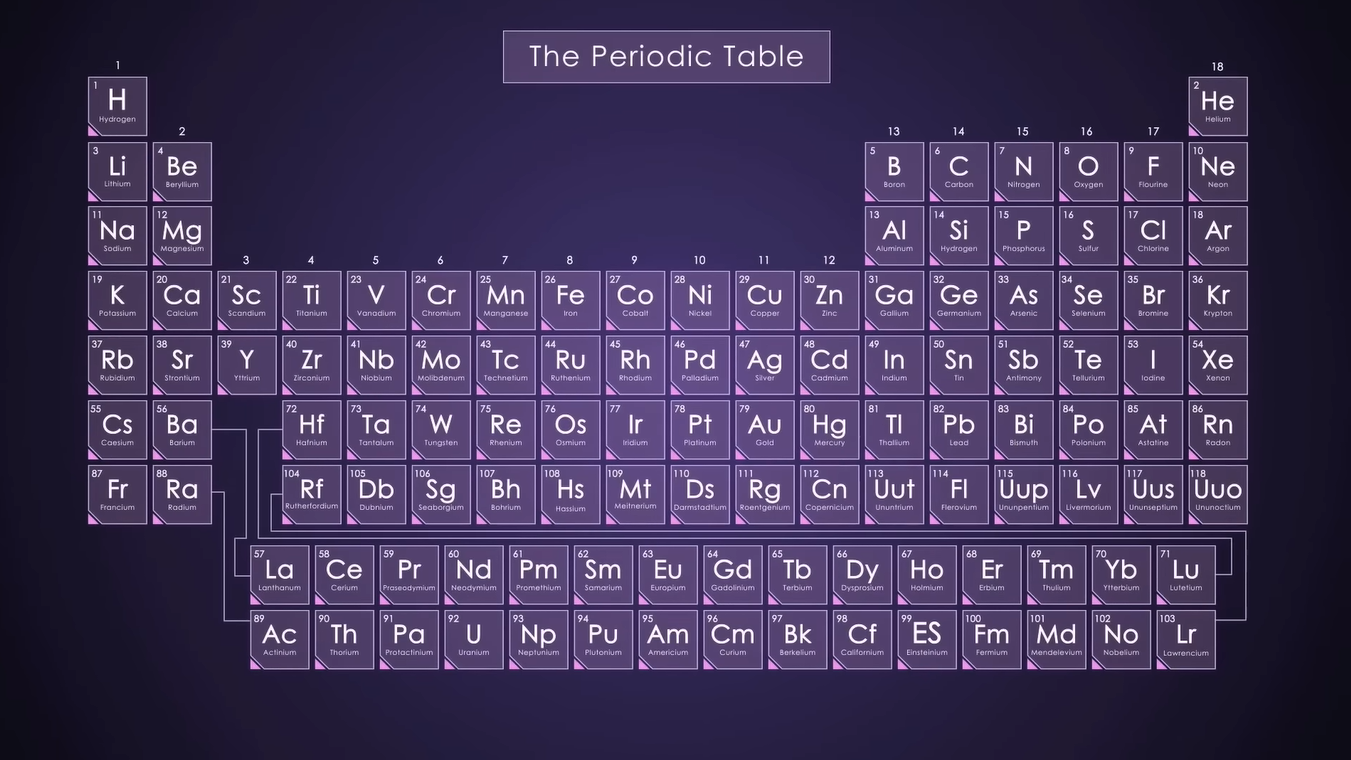 The Periodic Table
1
18
1
H
Hydrogen
2
He
Helium
2
13
14
15
16
17
3
Li
Lithium
4
Be
Beryllium
5
B
Boron
6
C
Carbon
7
N
Nitrogen
8
O
Oxygen
9
F
Flourine
10
Ne
Neon
11
Na
Sodium
12
Mg
Magnesium
13
Al
Aluminum
14
Si
Hydrogen
15
P
Phosphorus
16
S
Sulfur
17
Cl
Chlorine
18
Ar
Argon
3
4
5
6
7
8
9
10
11
12
19
K
Potassium
20
Ca
Calcium
21
Sc
Scandium
22
Ti
Titanium
23
V
Vanadium
24
Cr
Chromium
25
Mn
Manganese
26
Fe
Iron
27
Co
Cobalt
28
Ni
Nickel
29
Cu
Copper
30
Zn
Zinc
31
Ga
Gallium
32
Ge
Germanium
33
As
Arsenic
34
Se
Selenium
35
Br
Bromine
36
Kr
Krypton
37
Rb
Rubidium
38
Sr
Strontium
39
Y
Yttrium
40
Zr
Zirconium
41
Nb
Niobium
42
Mo
Molibdenum
43
Tc
Technetium
44
Ru
Ruthenium
45
Rh
Rhodium
46
Pd
Palladium
47
Ag
Silver
48
Cd
Cadmium
49
In
Indium
50
Sn
Tin
51
Sb
Antimony
52
Te
Tellurium
53
I
Iodine
54
Xe
Xenon
55
Cs
Caesium
56
Ba
Barium
72
Hf
Hafnium
73
Ta
Tantalum
74
W
Tungsten
75
Re
Rhenium
76
Os
Osmium
77
Ir
Iridium
78
Pt
Platinum
79
Au
Gold
80
Hg
Mercury
81
Tl
Thallium
82
Pb
Lead
83
Bi
Bismuth
84
Po
Polonium
85
At
Astatine
86
Rn
Radon
87
Fr
Francium
88
Ra
Radium
104
Rf
Rutherfordium
105
Db
Dubnium
106
Sg
Seaborgium
107
Bh
Bohrium
108
Hs
Hassium
109
Mt
Meitnerium
110
Ds
Darmstadtium
111
Rg
Roentgenium
112
Cn
Copernicium
113
Uut
Ununtrium
114
Fl
Flerovium
115
Uup
Ununpentium
116
Lv
Livermorium
117
Uus
Ununseptium
118
Uuo
Ununoctium
57
La
Lanthanum
58
Ce
Cerium
59
Pr
Praseodymium
60
Nd
Neodymium
61
Pm
Promethium
62
Sm
Samarium
63
Eu
Europium
64
Gd
Gadolinium
65
Tb
Terbium
66
Dy
Dysprosium
67
Ho
Holmium
68
Er
Erbium
69
Tm
Thulium
70
Yb
Ytterbium
71
Lu
Lutetium
89
Ac
Actinium
90
Th
Thorium
91
Pa
Protactinium
92
U
Uranium
93
Np
Neptunium
94
Pu
Plutonium
95
Am
Americium
96
Cm
Curium
97
Bk
Berkelium
98
Cf
Californium
99
ES
Einsteinium
100
Fm
Fermium
101
Md
Mendelevium
102
No
Nobelium
103
Lr
Lawrencium